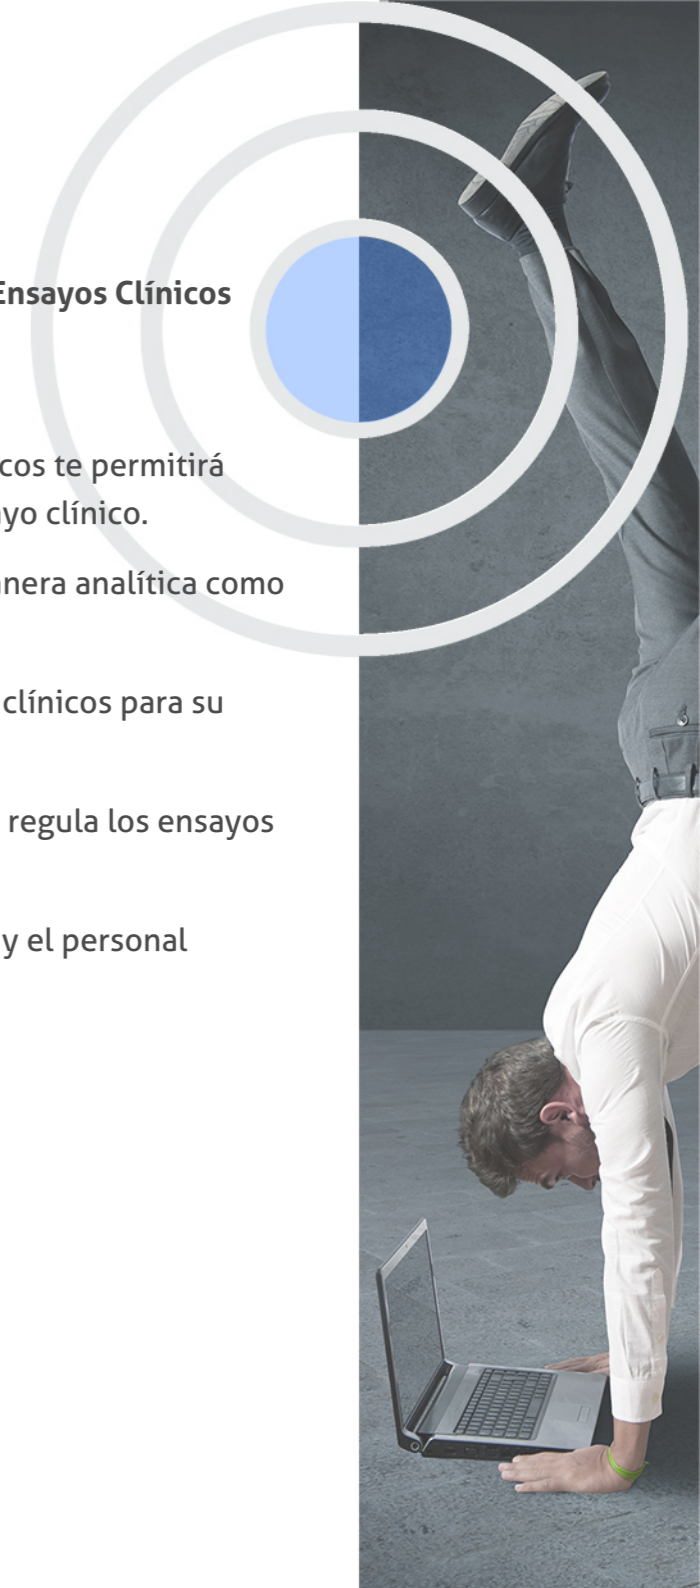 Ensayos Clínicos
cos te permitirá
yo clínico.
nera analítica como
clínicos para su
regula los ensayos
y el personal